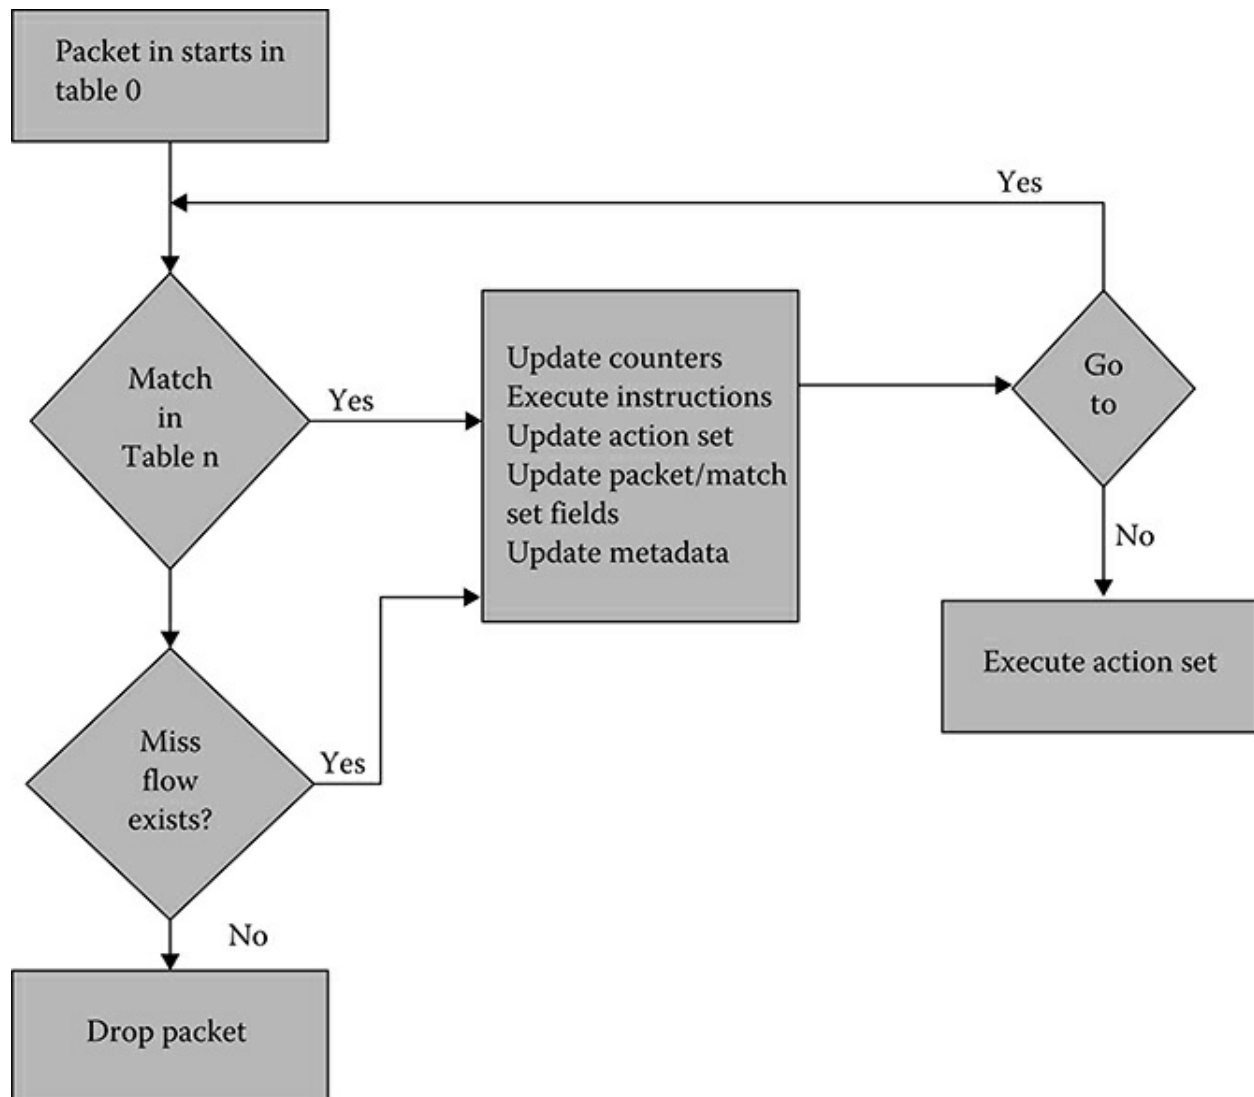 Packet in starts in
table 0
Yes
Match
in
Table n
Yes
Update counters
Execute instructions
Update action set
Update packet/match
set fields
Update metadata
Go
to
No
Execute action set
Miss
flow
exists?
Yes
No
Drop packet